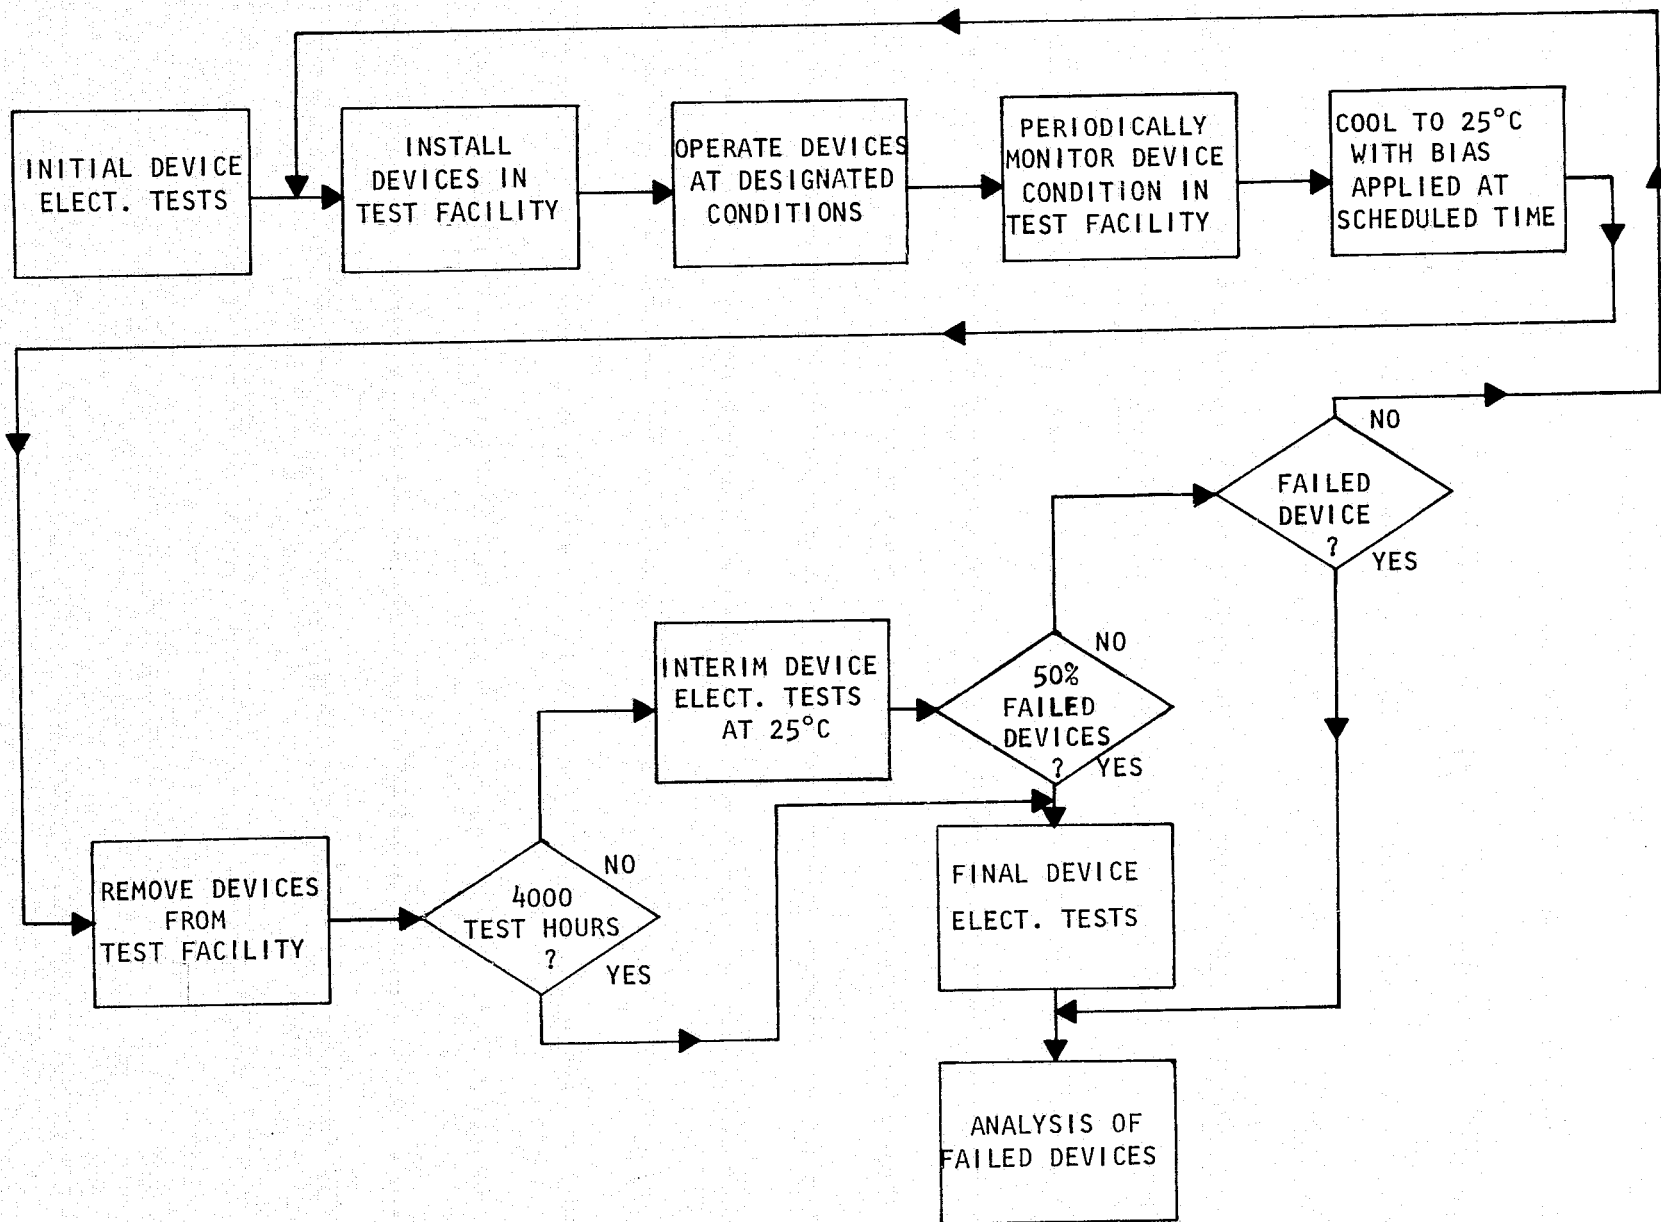 INITIAL DEVICE
ELECT. TESTS
INSTALL
DEVICES IN
TEST FACILITY
OPERATE DEVICES
AT DESIGNATED
CONDITIONS
PERIODICALLY
MONITOR DEVICE
CONDITION IN
TEST FACILITY
COOL TO 25°C
WITH BIAS
APPLIED AT
SCHEDULED TIME
NO
FAILED
DEVICE
?
YES
INTERIM DEVICE
ELECT. TESTS
AT 25°C
NO
50%
FAILED
DEVICES
?
YES
REMOVE DEVICES
FROM
TEST FACILITY
NO
4000
TEST HOURS
?
YES
FINAL DEVICE
ELECT. TESTS
ANALYSIS OF
FAILED DEVICES